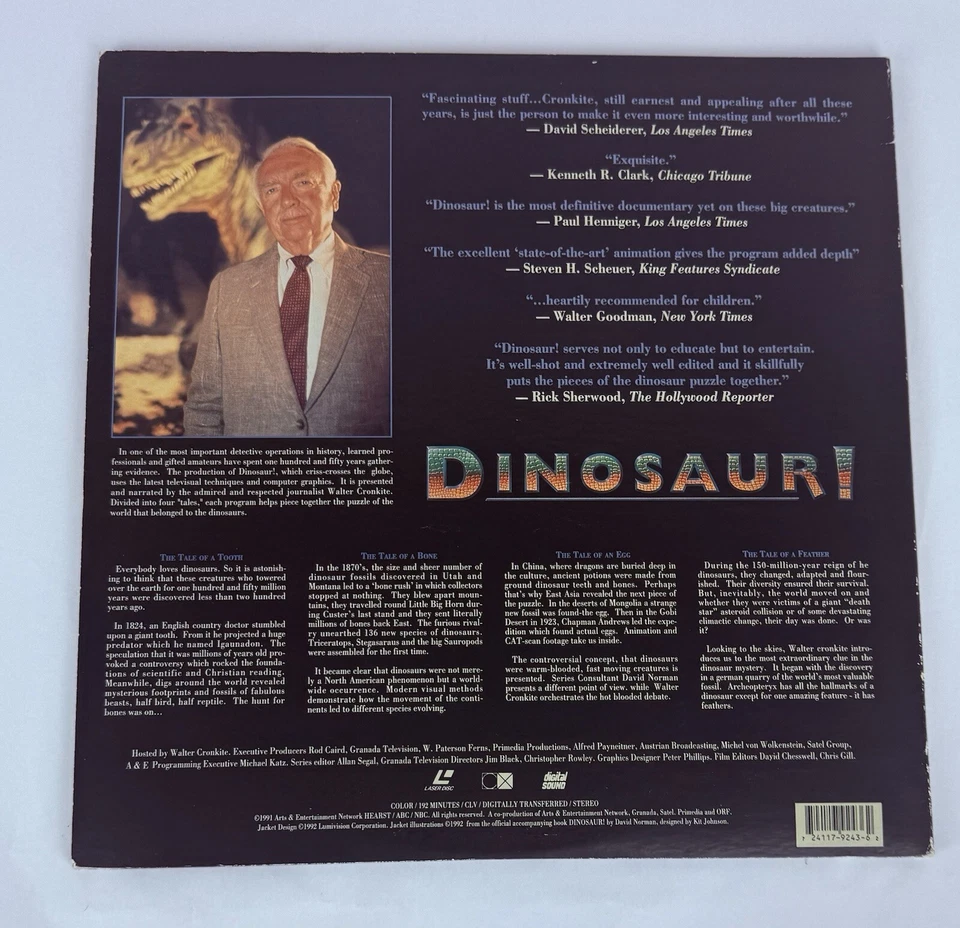 “Fascinating stuff...Cronkite, still earnest and appealing after all these
years, is just the person to make it even more interesting and worthwhile.”
— David Scheiderer, Los Angeles Times
“Exquisite.”
— Kenneth R. Clark, Chicago Tribune
“Dinosaur! is the most definitive documentary yet on these big creatures.”
— Paul Henniger, Los Angeles Times
“The excellent ‘state-of-the-art’ animation gives the program added depth”
— Steven H. Scheuer, King Features Syndicate
“...heartily recommended for children.”
— Walter Goodman, New York Times
“Dinosaur! serves not only to educate but to entertain.
It’s well-shot and extremely well edited and it skillfully
puts the pieces of the dinosaur puzzle together.”
— Rick Sherwood, The Hollywood Reporter
In one of the most important detective operations in history, learned pro-
fessionals and gifted amateurs have spent one hundred and fifty years gather-
ing evidence. The production of Dinosaur!, which criss-crosses the globe,
uses the latest televisual techniques and computer graphics. It is presented
and narrated by the admired and respected journalist Walter Cronkite.
Divided into four "tales," each program helps piece together the puzzle of the
world that belonged to the dinosaurs.
DINOSAUR!
THE TALE OF A TOOTH
Everybody loves dinosaurs. So it is astonish-
ing to think that these creatures who towered
over the earth for one hundred and fifty million
years were discovered less than two hundred
years ago.
In 1824, an English country doctor stumbled
upon a giant tooth. From it he projected a huge
predator which he named Iguanadon. The
speculation that it was millions of years old pro-
voked a controversy which rocked the founda-
tions of scientific and Christian reading.
Meanwhile, digs around the world revealed
mysterious footprints and fossils of fabulous
beasts, half bird, half reptile. The hunt for
bones was on...
THE TALE OF A BONE
In the 1870's, the size and sheer number of
dinosaur fossils discovered in Utah and
Montana led to a 'bone rush' in which collectors
stopped at nothing. They blew apart moun-
tains, they travelled round Little Big Horn dur-
ing Custer's last stand and they sent literally
millions of bones back East. The furious rival-
ry unearthed 136 new species of dinosaurs.
Triceratops, Stegasaraus and the big Sauropods
were assembled for the first time.
It became clear that dinosaurs were not mere-
ly a North American phenomenon but a world-
wide occurrence. Modern visual methods
demonstrate how the movement of the conti-
nents led to different species evolving.
THE TALE OF AN EGG
In China, where dragons are buried deep in
the culture, ancient potions were made from
ground dinosaur teeth and bones. Perhaps
that's why East Asia revealed the next piece of
the puzzle. In the deserts of Mongolia a strange
new fossil was found-the egg. Then in the Gobi
Desert in 1923, Chapman Andrews led the expe-
dition which found actual eggs. Animation and
CAT-scan footage take us inside.
The controversial concept, that dinosaurs
were warm-blooded, fast moving creatures is
presented. Series Consultant David Norman
presents a different point of view. while Walter
Cronkite orchestrates the hot blooded debate.
THE TALE OF A FEATHER
During the 150-million-year reign of he
dinosaurs, they changed, adapted and flour-
ished. Their diversity ensured their survival.
But, inevitably, the world moved on and
whether they were victims of a giant "death
star" asteroid collision or of some devastating
climactic change, their day was done. Or was
it?
Looking to the skies, Walter cronkite intro-
duces us to the most extraordinary clue in the
dinosaur mystery. It began with the discovery
in a german quarry of the world's most valuable
fossil. Archeopteryx has all the hallmarks of a
dinosaur except for one amazing feature - it has
feathers.
Hosted by Walter Cronkite. Executive Producers Rod Caird, Granada Television, W. Paterson Ferns, Primedia Productions, Alfred Payrleitner, Austrian Broadcasting, Michel von Wolkenstein, Satel Group,
A & E Programming Executive Michael Katz. Series editor Allan Segal, Granada Television Directors Jim Black, Christopher Rowley. Graphics Designer Peter Phillips. Film Editors David Chesswell, Chris Gill.
LASER DISC
CX
digital
SOUND
COLOR / 192 MINUTES / CLV / DIGITALLY TRANSFERRED / STEREO
©1991 Arts & Entertainment Network HEARST / ABC / NBC. All rights reserved. A co-production of Arts & Entertainment Network, Granada, Satel. Primedia and ORF.
Jacket Design ©1992 Lumivision Corporation. Jacket illustrations ©1992 from the official accompanying book DINOSAUR! by David Norman, designed by Kit Johnson.
7 24117-9243-6 2